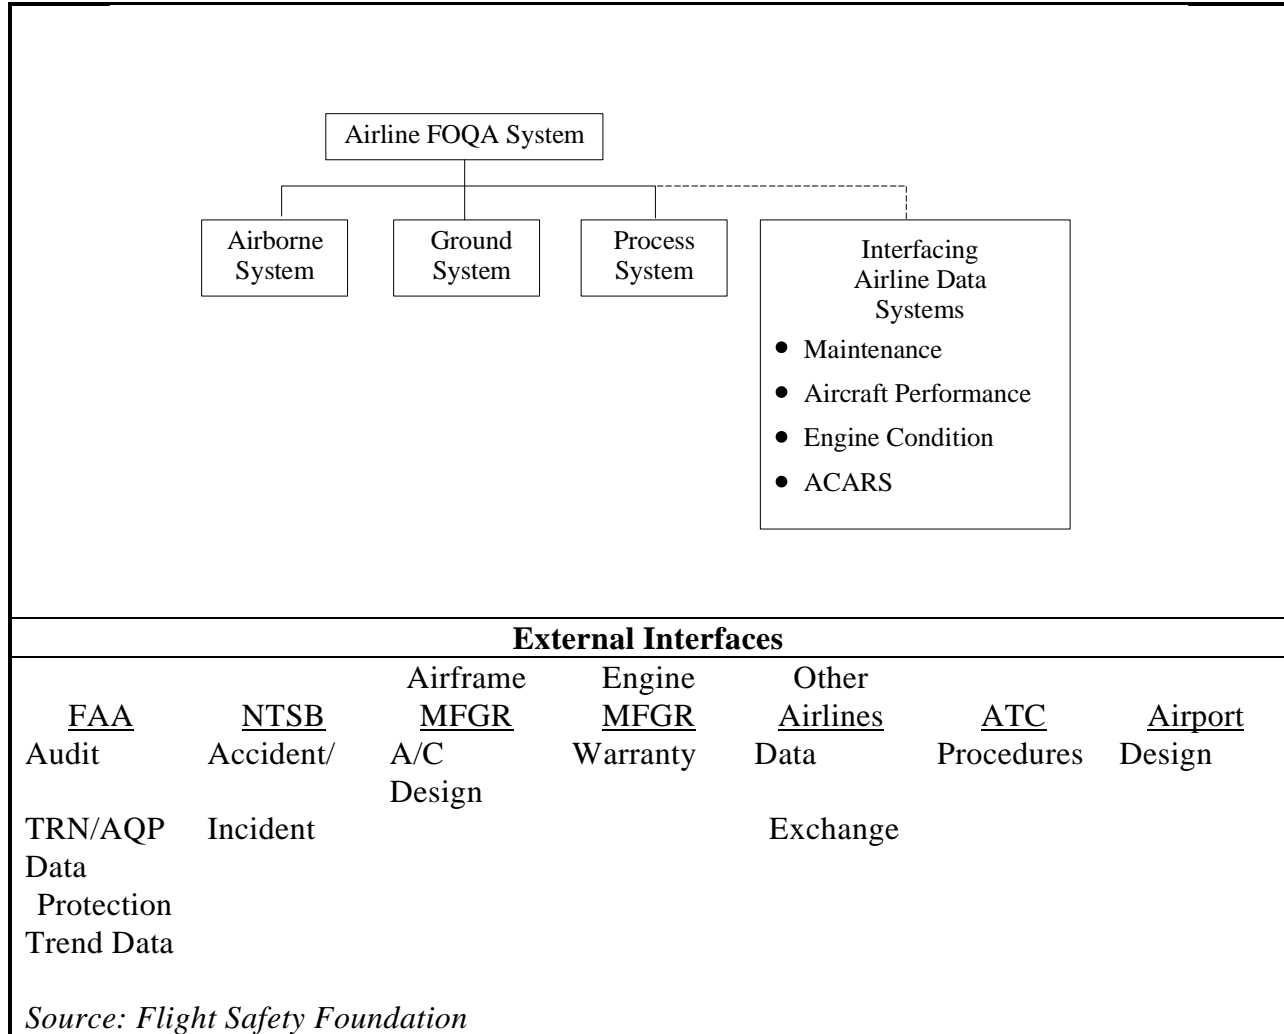 Airline FOQA System
Airborne
System
Ground
System
Process
System
Interfacing
Airline Data
Systems
● Maintenance
● Aircraft Performance
● Engine Condition
● ACARS
External Interfaces
Airframe Engine Other
FAA NTSB MFGR MFGR Airlines ATC Airport
Audit Accident/ A/C Warranty Data Procedures Design
Design
TRN/AQP Incident Exchange
Data
Protection
Trend Data
Source: Flight Safety Foundation